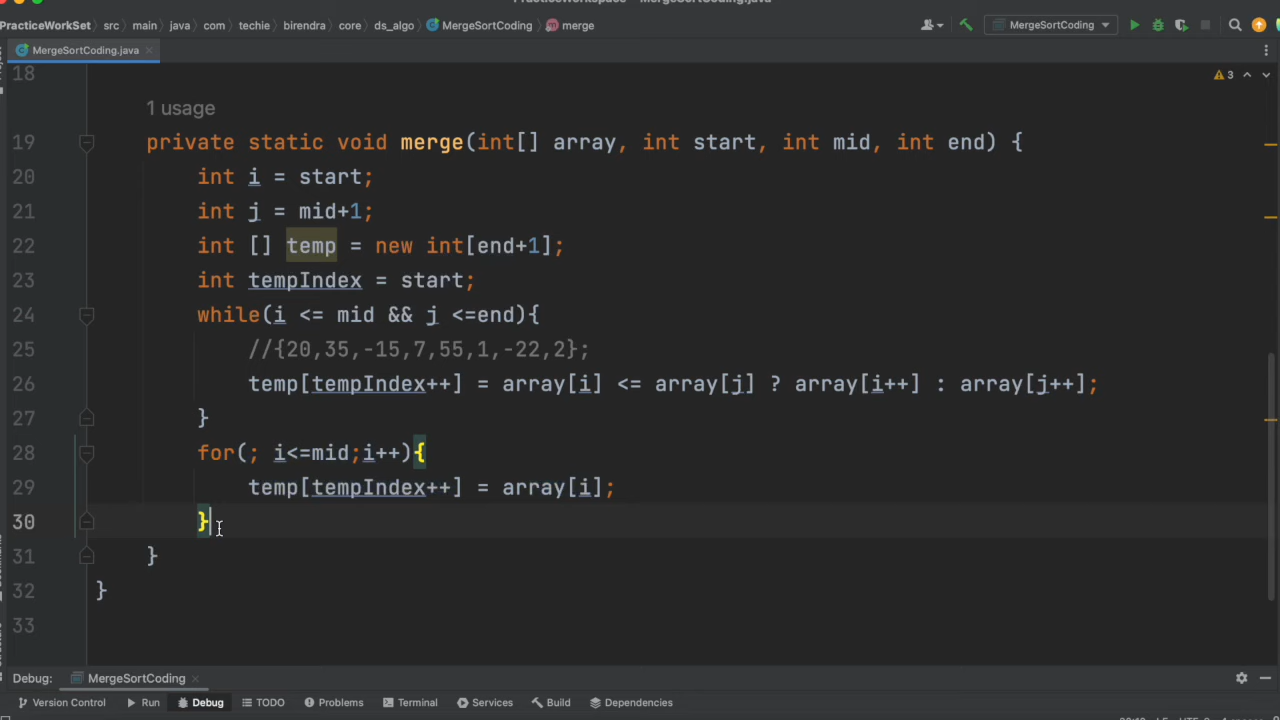 PracticeWorkSet src main java com techie birendra core ds_algo MergeSortCoding merge MergeSortCoding
MergeSortCoding.java
18
3
1 usage
19 private static void merge(int[] array, int start, int mid, int end) {
20 int i = start;
21 int j = mid+1;
22 int [] temp = new int[end+1];
23 int tempIndex = start;
24 while(i <= mid && j <=end){
25 //{20,35,-15,7,55,1,-22,2};
26 temp[tempIndex++] = array[i] <= array[j] ? array[i++] : array[j++];
27 }
28 for(; i<=mid;i++){
29 temp[tempIndex++] = array[i];
30 }
31 }
32 }
33
Debug: MergeSortCoding
Version Control Run Debug TODO Problems Terminal Services Build Dependencies